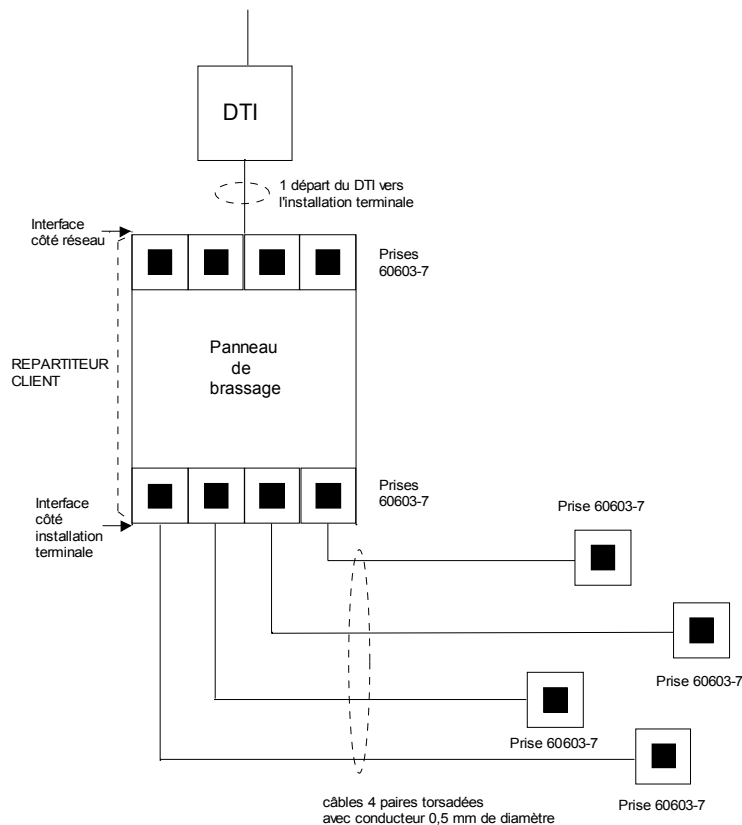 DTI
1 départ du DTI vers
l'installation terminale
Interface
côté réseau
Prises
60603-7
Panneau
de
brassage
REPARTITEUR
CLIENT
Prises
60603-7
Interface
côté
installation
terminale
Prise 60603-7
Prise 60603-7
Prise 60603-7
Prise 60603-7
câbles 4 paires torsadées
avec conducteur 0,5 mm de diamètre